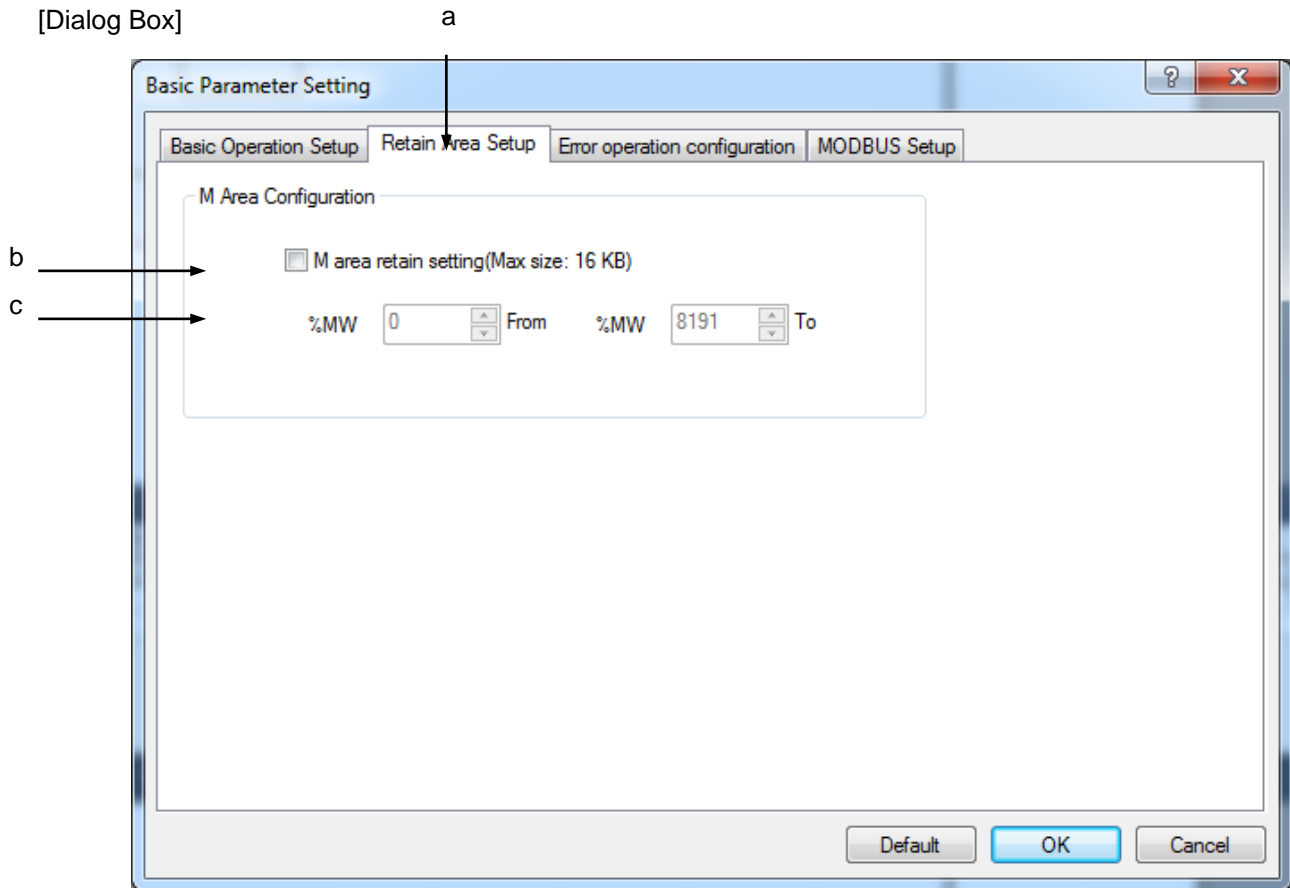 [Dialog Box]
a
Basic Parameter Setting
Basic Operation Setup Retain Area Setup Error operation configuration MODBUS Setup
M Area Configuration
b
M area retain setting(Max size: 16 KB)
c
%MW 0 From %MW 8191 To
Default OK Cancel